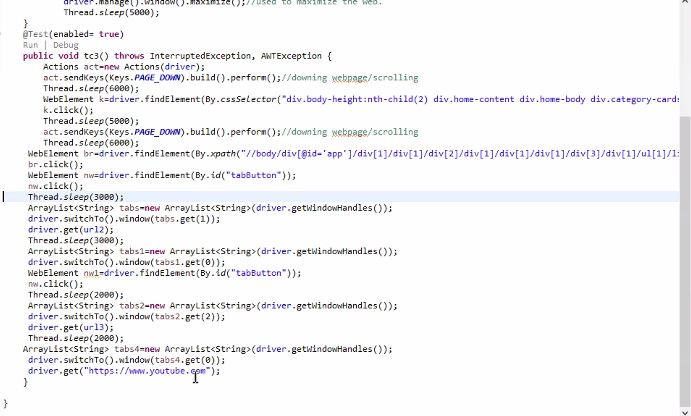 driver.manage().window().maximize();//used to maximize the web.
Thread.sleep(5000);
}
@Test(enabled= true)
Run | Debug
public void tc3() throws InterruptedException, AWTException {
Actions act=new Actions(driver);
act.sendKeys(Keys.PAGE_DOWN).build().perform();//downing webpage/scrolling
Thread.sleep(6000);
WebElement k=driver.findElement(By.cssSelector("div.body-height:nth-child(2) div.home-content div.home-body div.category-cards
k.click();
Thread.sleep(5000);
act.sendKeys(Keys.PAGE_DOWN).build().perform();//downing webpage/scrolling
Thread.sleep(6000);
WebElement br=driver.findElement(By.xpath("//body/div[@id='app']/div[1]/div[1]/div[2]/div[1]/div[1]/div[1]/div[3]/div[1]/ul[1]/li
br.click();
WebElement nw=driver.findElement(By.id("tabButton"));
nw.click();
Thread.sleep(3000);
ArrayList<String> tabs=new ArrayList<String>(driver.getWindowHandles());
driver.switchTo().window(tabs.get(1));
driver.get(url2);
Thread.sleep(3000);
ArrayList<String> tabs1=new ArrayList<String>(driver.getWindowHandles());
driver.switchTo().window(tabs1.get(0));
WebElement nw1=driver.findElement(By.id("tabButton"));
nw.click();
Thread.sleep(2000);
ArrayList<String> tabs2=new ArrayList<String>(driver.getWindowHandles());
driver.switchTo().window(tabs2.get(2));
driver.get(url3);
Thread.sleep(2000);
ArrayList<String> tabs4=new ArrayList<String>(driver.getWindowHandles());
driver.switchTo().window(tabs4.get(0));
driver.get("https://www.youtube.com");
}
}